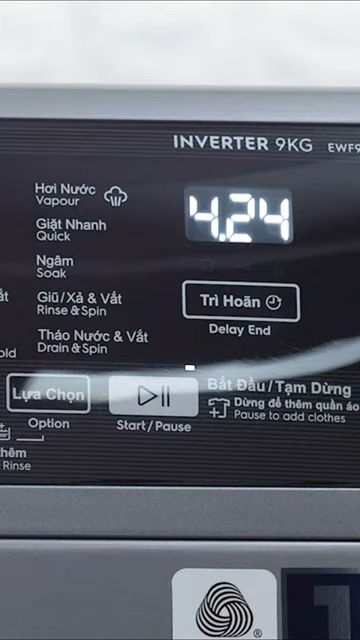 INVERTER 9KG EWF9
Hơi Nước
Vapour
4.24
Giặt Nhanh
Quick
Ngâm
Soak
Giũ/Xả & Vắt
Rinse & Spin
Trì Hoãn
Delay End
Tháo Nước & Vắt
Drain & Spin
Lựa Chọn
Option
Start/Pause
Bắt Đầu/Tạm Dừng
Dừng để thêm quần áo
Pause to add clothes
Rinse